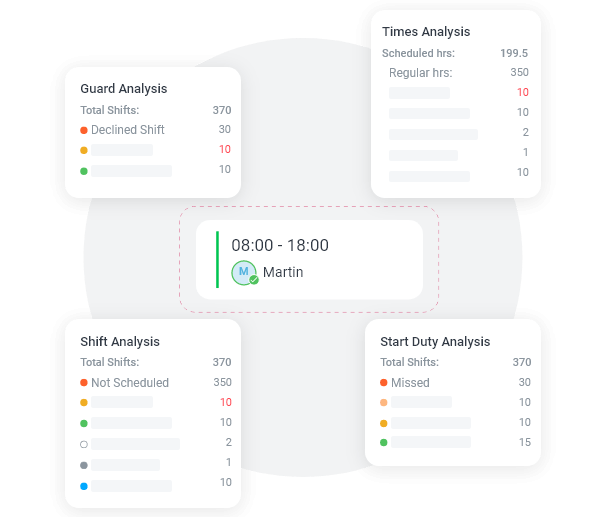 Times Analysis
Scheduled hrs: 199.5
Regular hrs: 350
10
10
2
1
10
Guard Analysis
Total Shifts: 370
Declined Shift 30
10
10
08:00 - 18:00
M Martin
Shift Analysis
Total Shifts: 370
Not Scheduled 350
10
10
2
1
10
Start Duty Analysis
Total Shifts: 370
Missed 30
10
10
15